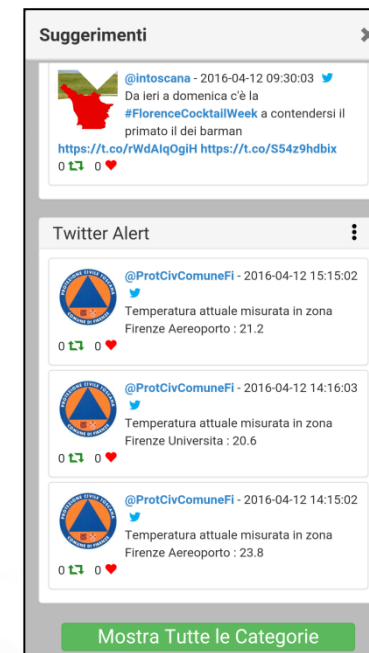 Suggerimenti
@intoscana - 2016-04-12 09:30:03
Da ieri a domenica c'è la
#FlorenceCocktailWeek a contendersi il
primato il dei barman
https://t.co/rWdAIqOgiH https://t.co/S54z9hdbix
0 0
Twitter Alert
@ProtCivComuneFi - 2016-04-12 15:15:02
Temperatura attuale misurata in zona
Firenze Aereoporto : 21.2
0 0
@ProtCivComuneFi - 2016-04-12 14:16:03
Temperatura attuale misurata in zona
Firenze Universita : 20.6
0 0
@ProtCivComuneFi - 2016-04-12 14:15:02
Temperatura attuale misurata in zona
Firenze Aereoporto : 23.8
0 0
Mostra Tutte le Categorie